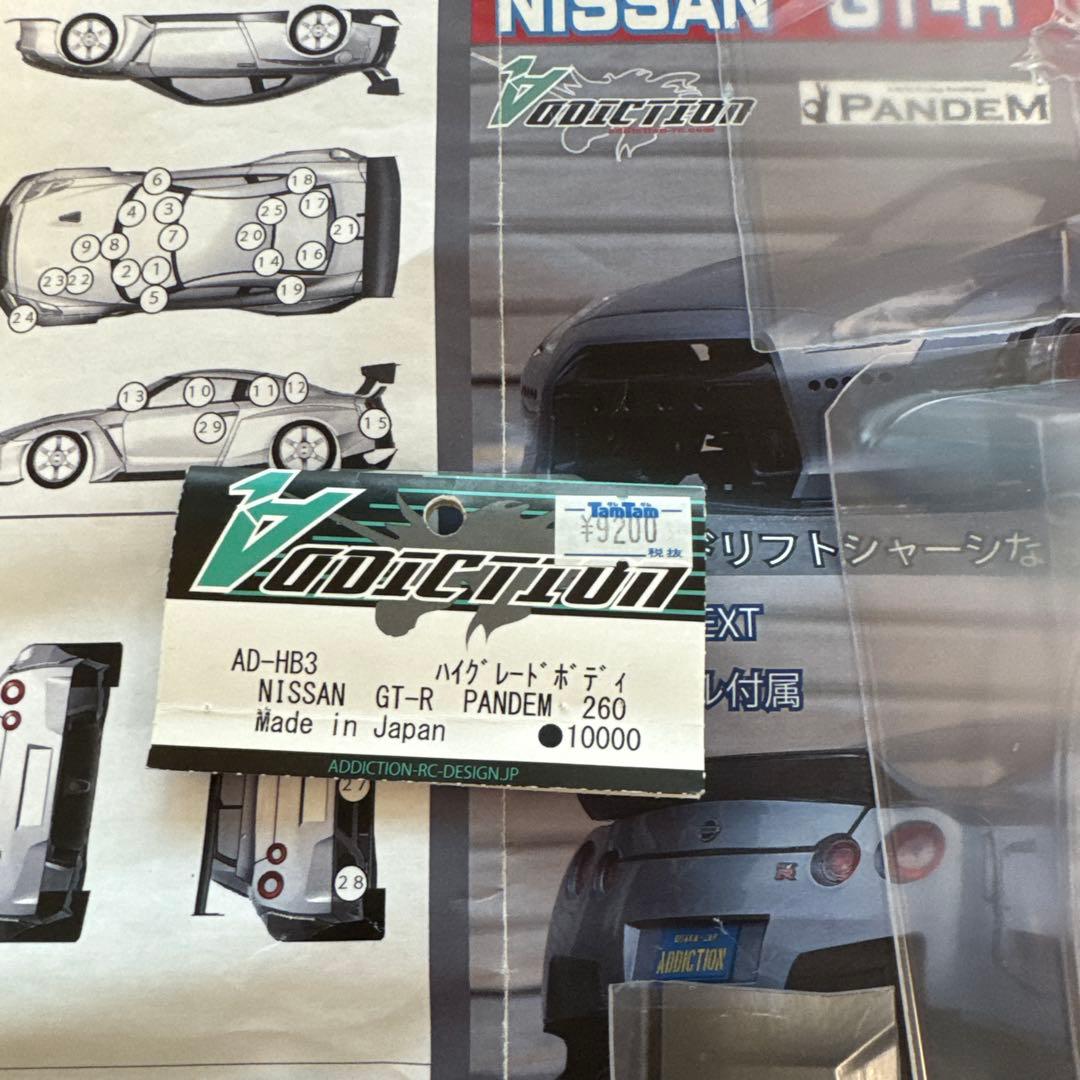 NISSAN GT-R
ADDICTION
addiction-rc.com
PANDEM
6
18
4
3
25
17
9
8
7
20
21
2
1
14
16
23
22
5
19
24
13
10
11
12
29
15
ADDICTION
TamTam
¥9200
税抜
ドリフトシャーシな
EXT
ル付属
AD-HB3 ハイグレードボディ
NISSAN GT-R PANDEM 260
Made in Japan ●10000
ADDICTION-RC-DESIGN.JP
27
28
R
ADDICTION